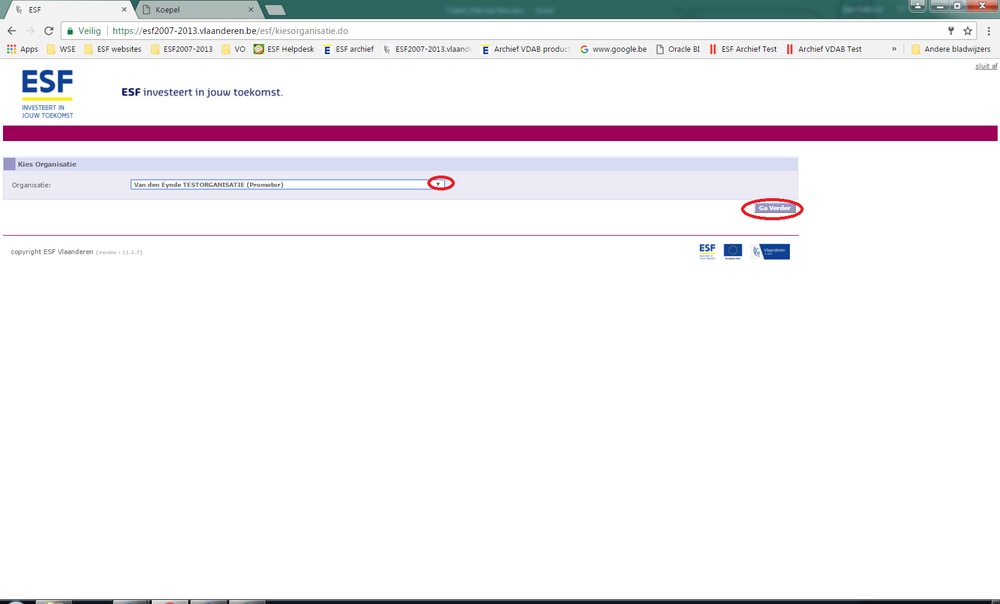 ESF
Koepel
Veilig https://esf2007-2013.vlaanderen.be/esf/kiesorganisatie.do
Apps WSE ESF websites ESF2007-2013 VO ESF Helpdesk ESF archief ESF2007-2013.vlaande Archief VDAB product www.google.be Oracle BI ESF Archief Test Archief VDAB Test » Andere bladwijzers
sluit af
ESF
INVESTEERT IN
JOUW TOEKOMST
ESF investeert in jouw toekomst.
Kies Organisatie
Organisatie: Van den Eynde TESTORGANISATIE (Promotor)
Ga Verder
copyright ESF Vlaanderen (versie : 11.1.7)
ESF
Vlaanderen